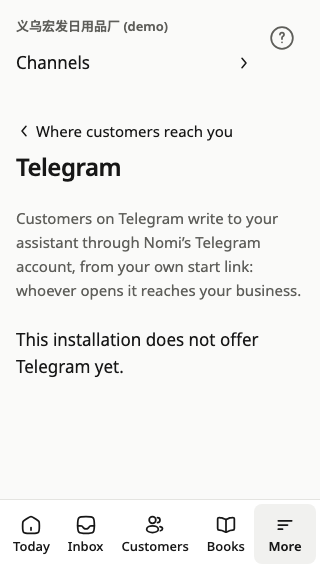 义乌宏发日用品厂 (demo)
Channels
Where customers reach you
Telegram
Customers on Telegram write to your
assistant through Nomi’s Telegram
account, from your own start link:
whoever opens it reaches your business.
This installation does not offer
Telegram yet.
Today Inbox Customers Books More